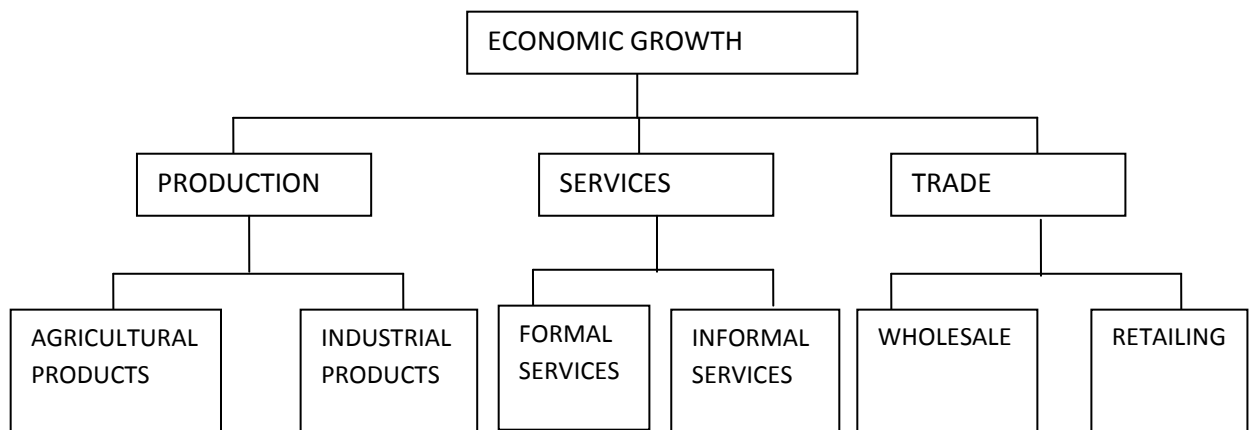 ECONOMIC GROWTH
PRODUCTION
SERVICES
TRADE
AGRICULTURAL
PRODUCTS
INDUSTRIAL
PRODUCTS
FORMAL
SERVICES
INFORMAL
SERVICES
WHOLESALE
RETAILING